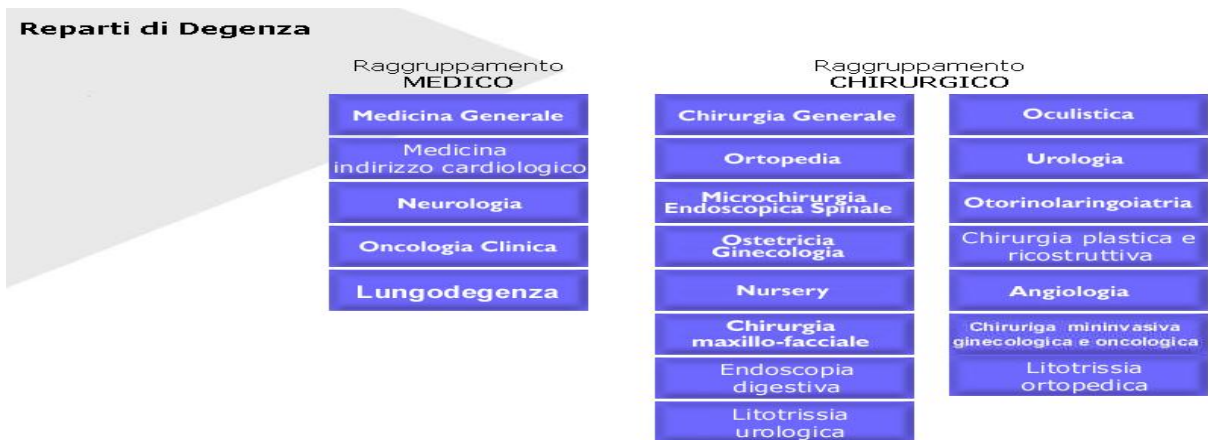 Reparti di Degenza
Raggruppamento
MEDICO
Medicina Generale
Medicina
indirizzo cardiologico
Neurologia
Oncologia Clinica
Lungodegenza
Raggruppamento
CHIRURGICO
Chirurgia Generale
Ortopedia
Microchirurgia
Endoscopica Spinale
Ostetricia
Ginecologia
Nursery
Chirurgia
maxillo-facciale
Endoscopia
digestiva
Litotrissia
urologica
Oculistica
Urologia
Otorinolaringoiatria
Chirurgia plastica e
ricostruttiva
Angiologia
Chiruriga mininvasiva
ginecologica e oncologica
Litotrissia
ortopedica